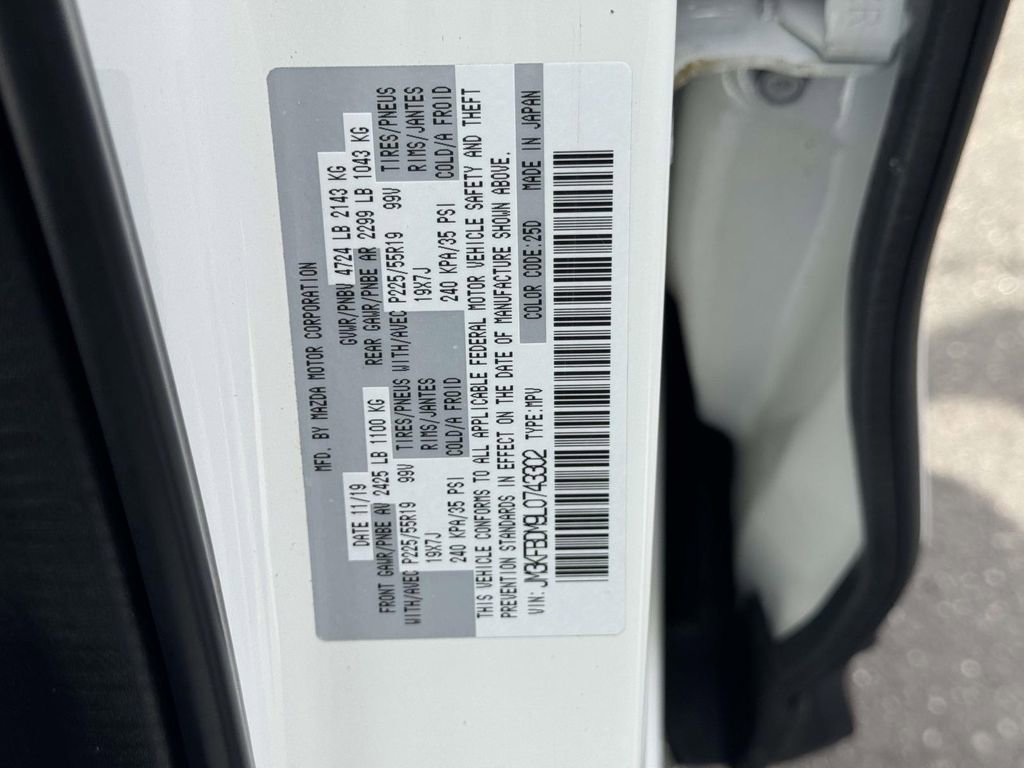 MFD. BY MAZDA MOTOR CORPORATION
DATE 11/19
GVWR/PNBV 4724 LB 2143 KG
FRONT GAWR/PNBE AV 2425 LB 1100 KG
REAR GAWR/PNBE AR 2299 LB 1043 KG
WITH/AVEC P225/55R19 99V TIRES/PNEUS WITH/AVEC P225/55R19 99V TIRES/PNEUS
19X7J RIMS/JANTES 19X7J RIMS/JANTES
240 KPA/35 PSI COLD/A FROID 240 KPA/35 PSI COLD/A FROID
THIS VEHICLE CONFORMS TO ALL APPLICABLE FEDERAL MOTOR VEHICLE SAFETY AND THEFT
PREVENTION STANDARDS IN EFFECT ON THE DATE OF MANUFACTURE SHOWN ABOVE.
VIN: JM3KFBDM9L0743302 TYPE:MPV COLOR CODE:25D MADE IN JAPAN